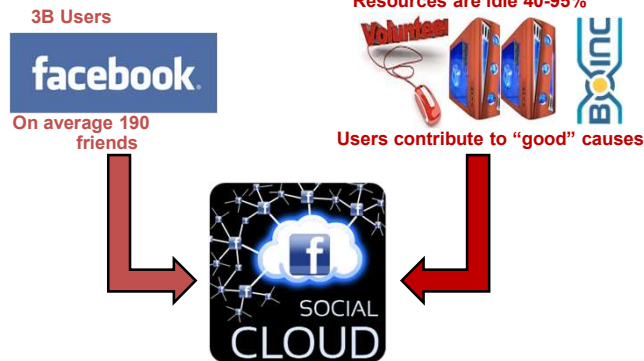 3B Users
facebook.
On average 190
friends
Resources are idle 40-95%
Volunteer
BOINC
Users contribute to “good” causes
f
SOCIAL
CLOUD